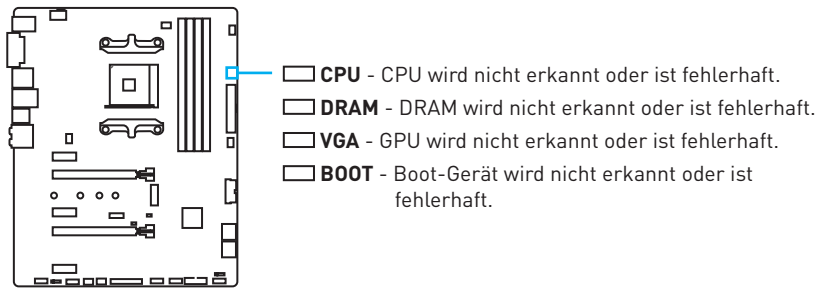 CPU - CPU wird nicht erkannt oder ist fehlerhaft.
DRAM - DRAM wird nicht erkannt oder ist fehlerhaft.
VGA - GPU wird nicht erkannt oder ist fehlerhaft.
BOOT - Boot-Gerät wird nicht erkannt oder ist
fehlerhaft.